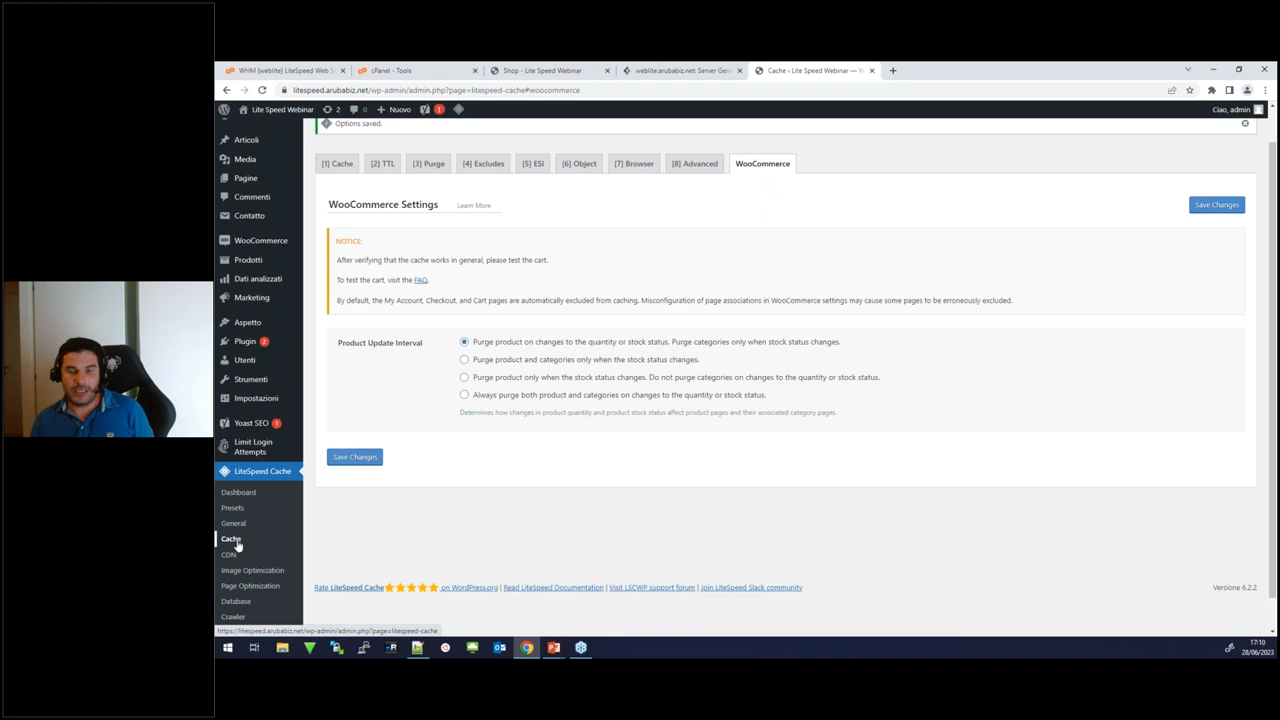 WHM [weblite] LiteSpeed Web S
cPanel - Tools
Shop - Lite Speed Webinar
weblite.arubabiz.net: Server Gene
Cache ‹ Lite Speed Webinar — W
litespeed.arubabiz.net/wp-admin/admin.php?page=litespeed-cache#woocommerce
Lite Speed Webinar
2
Nuovo
1
Ciao, admin
Articoli
Media
Pagine
Commenti
Contatto
WooCommerce
Prodotti
Dati analizzati
Marketing
Aspetto
Plugin 2
Utenti
Strumenti
Impostazioni
Yoast SEO 1
Limit Login
Attempts
LiteSpeed Cache
Dashboard
Presets
General
Cache
CDN
Image Optimization
Page Optimization
Database
Crawler
Options saved.
[1] Cache
[2] TTL
[3] Purge
[4] Excludes
[5] ESI
[6] Object
[7] Browser
[8] Advanced
WooCommerce
WooCommerce Settings
Learn More
Save Changes
NOTICE:
After verifying that the cache works in general, please test the cart.
To test the cart, visit the FAQ.
By default, the My Account, Checkout, and Cart pages are automatically excluded from caching. Misconfiguration of page associations in WooCommerce settings may cause some pages to be erroneously excluded.
Product Update Interval
Purge product on changes to the quantity or stock status. Purge categories only when stock status changes.
Purge product and categories only when the stock status changes.
Purge product only when the stock status changes. Do not purge categories on changes to the quantity or stock status.
Always purge both product and categories on changes to the quantity or stock status.
Determines how changes in product quantity and product stock status affect product pages and their associated category pages.
Save Changes
Rate LiteSpeed Cache on WordPress.org | Read LiteSpeed Documentation | Visit LSCWP support forum | Join LiteSpeed Slack community
Versione 6.2.2
https://litespeed.arubabiz.net/wp-admin/admin.php?page=litespeed-cache
17:10
28/06/2023